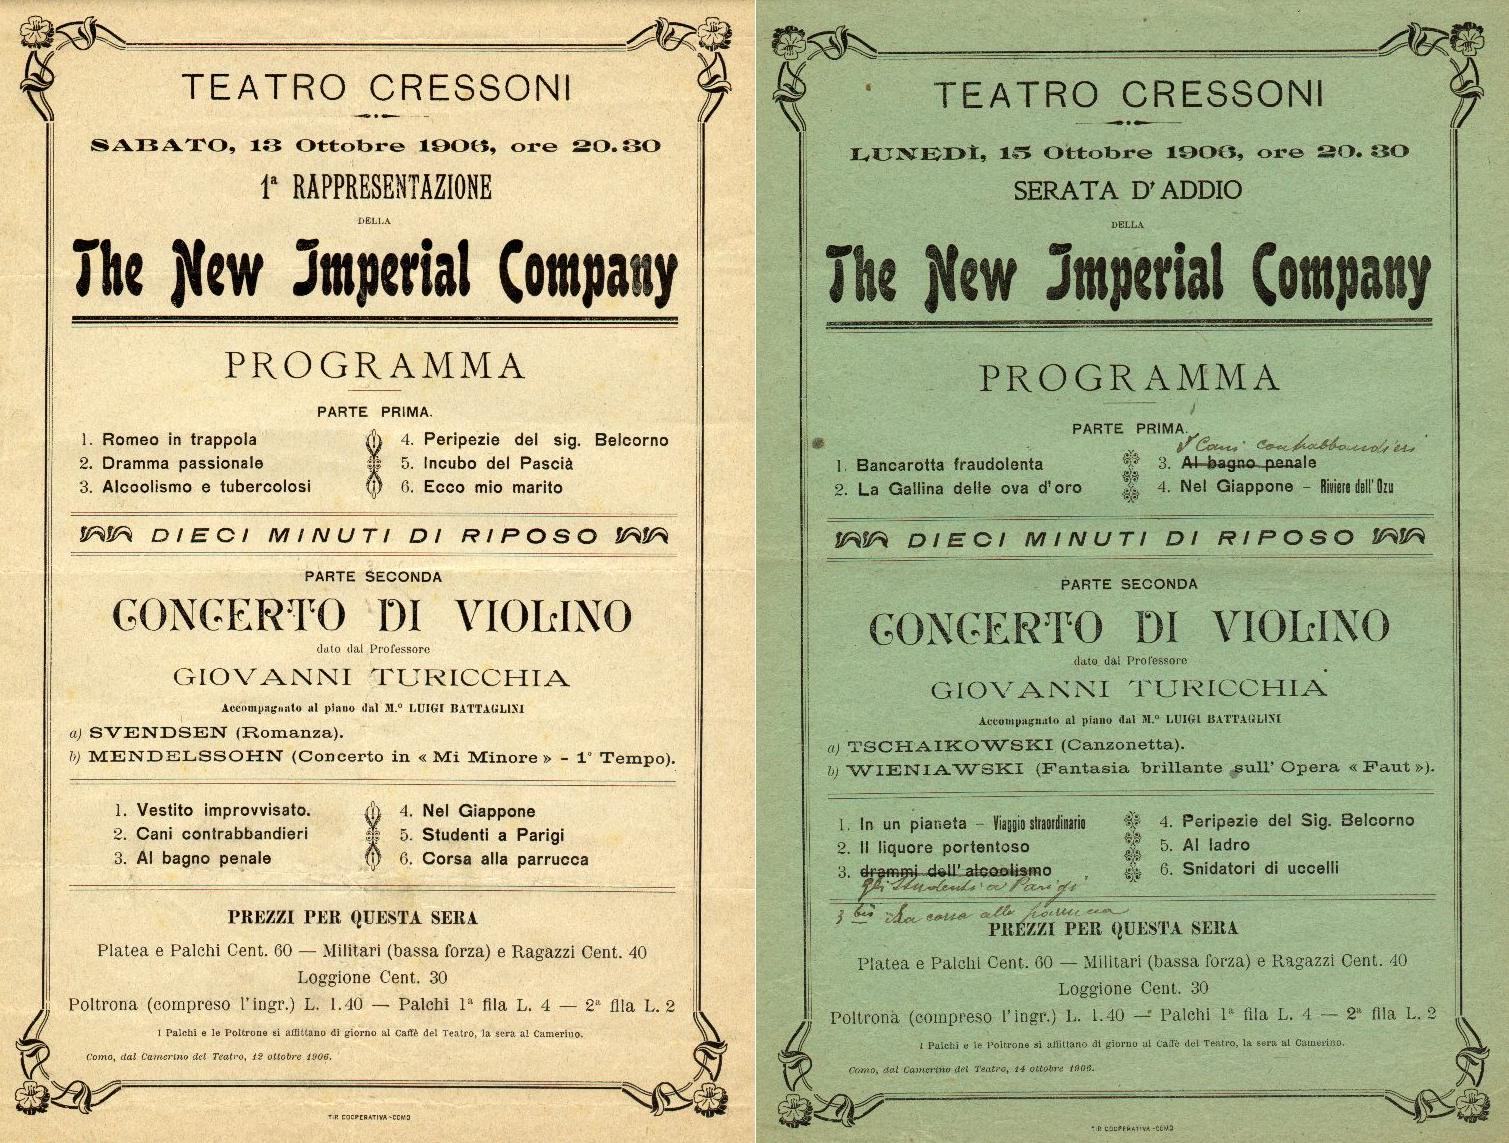 TEATRO CRESSONI
SABATO, 13 Ottobre 1906, ore 20.30
1ª RAPPRESENTAZIONE
DELLA
The New Imperial Company
PROGRAMMA
PARTE PRIMA.
1. Romeo in trappola
2. Dramma passionale
3. Alcoolismo e tubercolosi
4. Peripezie del sig. Belcorno
5. Incubo del Pascià
6. Ecco mio marito
DIECI MINUTI DI RIPOSO
PARTE SECONDA
CONCERTO DI VIOLINO
dato dal Professore
GIOVANNI TURICCHIA
Accompagnato al piano dal M.º LUIGI BATTAGLINI
a) SVENDSEN (Romanza).
b) MENDELSSOHN (Concerto in « Mi Minore » - 1º Tempo).
1. Vestito improvvisato.
2. Cani contrabbandieri
3. Al bagno penale
4. Nel Giappone
5. Studenti a Parigi
6. Corsa alla parrucca
PREZZI PER QUESTA SERA
Platea e Palchi Cent. 60 — Militari (bassa forza) e Ragazzi Cent. 40
Loggione Cent. 30
Poltrona (compreso l'ingr.) L. 1.40 — Palchi 1ª fila L. 4 — 2ª fila L. 2
I Palchi e le Poltrone si affittano di giorno al Caffè del Teatro, la sera al Camerino.
Como, dal Camerino del Teatro, 12 ottobre 1906.
TIP. COOPERATIVA - COMO
TEATRO CRESSONI
LUNEDÌ, 15 Ottobre 1906, ore 20.30
SERATA D'ADDIO
DELLA
The New Imperial Company
PROGRAMMA
PARTE PRIMA.
1. Bancarotta fraudolenta
2. La Gallina delle ova d'oro
Cani contrabbandieri
3. Al bagno penale
4. Nel Giappone - Riviere dell'Ozu
DIECI MINUTI DI RIPOSO
PARTE SECONDA
CONCERTO DI VIOLINO
dato dal Professore
GIOVANNI TURICCHIA
Accompagnato al piano dal M.º LUIGI BATTAGLINI
a) TSCHAIKOWSKI (Canzonetta).
b) WIENIAWSKI (Fantasia brillante sull' Opera « Faut »).
1. In un pianeta - Viaggio straordinario
2. Il liquore portentoso
3. drammi dell'alcoolismo
gli Studenti a Parigi
3 bis La corsa alla parrucca
4. Peripezie del Sig. Belcorno
5. Al ladro
6. Snidatori di uccelli
PREZZI PER QUESTA SERA
Platea e Palchi Cent. 60 — Militari (bassa forza) e Ragazzi Cent. 40
Loggione Cent. 30
Poltrona (compreso l'ingr.) L. 1.40 — Palchi 1ª fila L. 4 — 2ª fila L. 2
I Palchi e le Poltrone si affittano di giorno al Caffè del Teatro, la sera al Camerino.
Como, dal Camerino del Teatro, 14 ottobre 1906.
TIP. COOPERATIVA - COMO